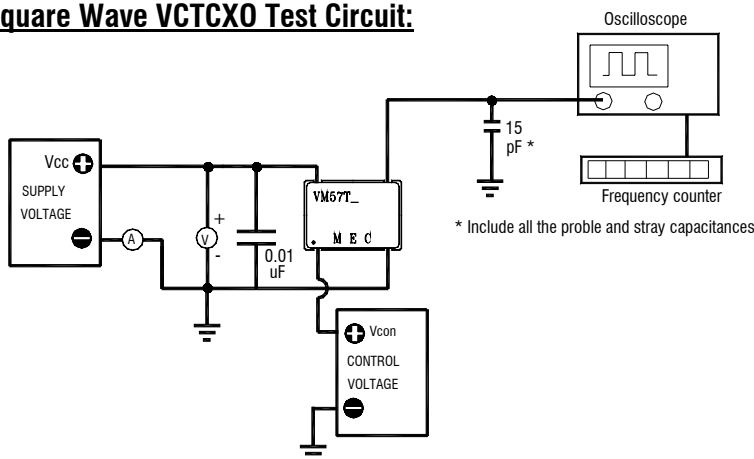 quare Wave VCTCXO Test Circuit:
Oscilloscope
15
pF *
Vcc
SUPPLY
VOLTAGE
A
V
+
-
0.01
uF
VM57T_
M E C
Frequency counter
* Include all the proble and stray capacitances
Vcon
CONTROL
VOLTAGE